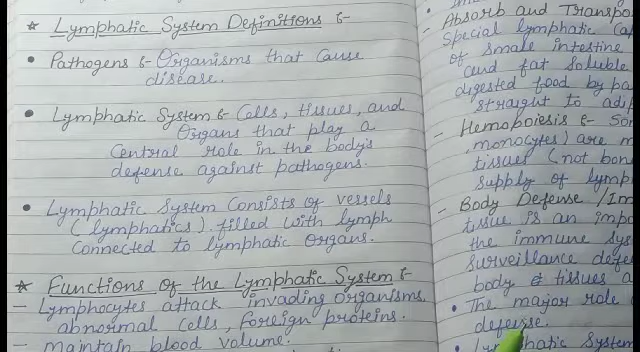 ★ Lymphatic System Definitions :-
• Pathogens :- Organisms that cause
disease.
• Lymphatic System :- Cells, tissues, and
Organs that play a
Central role in the body's
defense against pathogens.
• Lymphatic System Consists of vessels
(lymphatics) filled with lymph
Connected to lymphatic Organs.
★ Functions of the Lymphatic System :-
– Lymphocytes attack invading Organisms,
abnormal Cells, foreign proteins.
– Maintain blood volume.
– Absorb and Transpo
Special lymphatic Ca
of small intestine
and fat soluble
digested food by pa
straight to adi
– Hemopoiesis :- So
monocytes) are m
tissues (not bon
supply of lymp
– Body Defense / Im
tissue is an impo
the immune Sys
Surveillance defe
body & tissues a
• The major role
defense.
• Lymphatic System